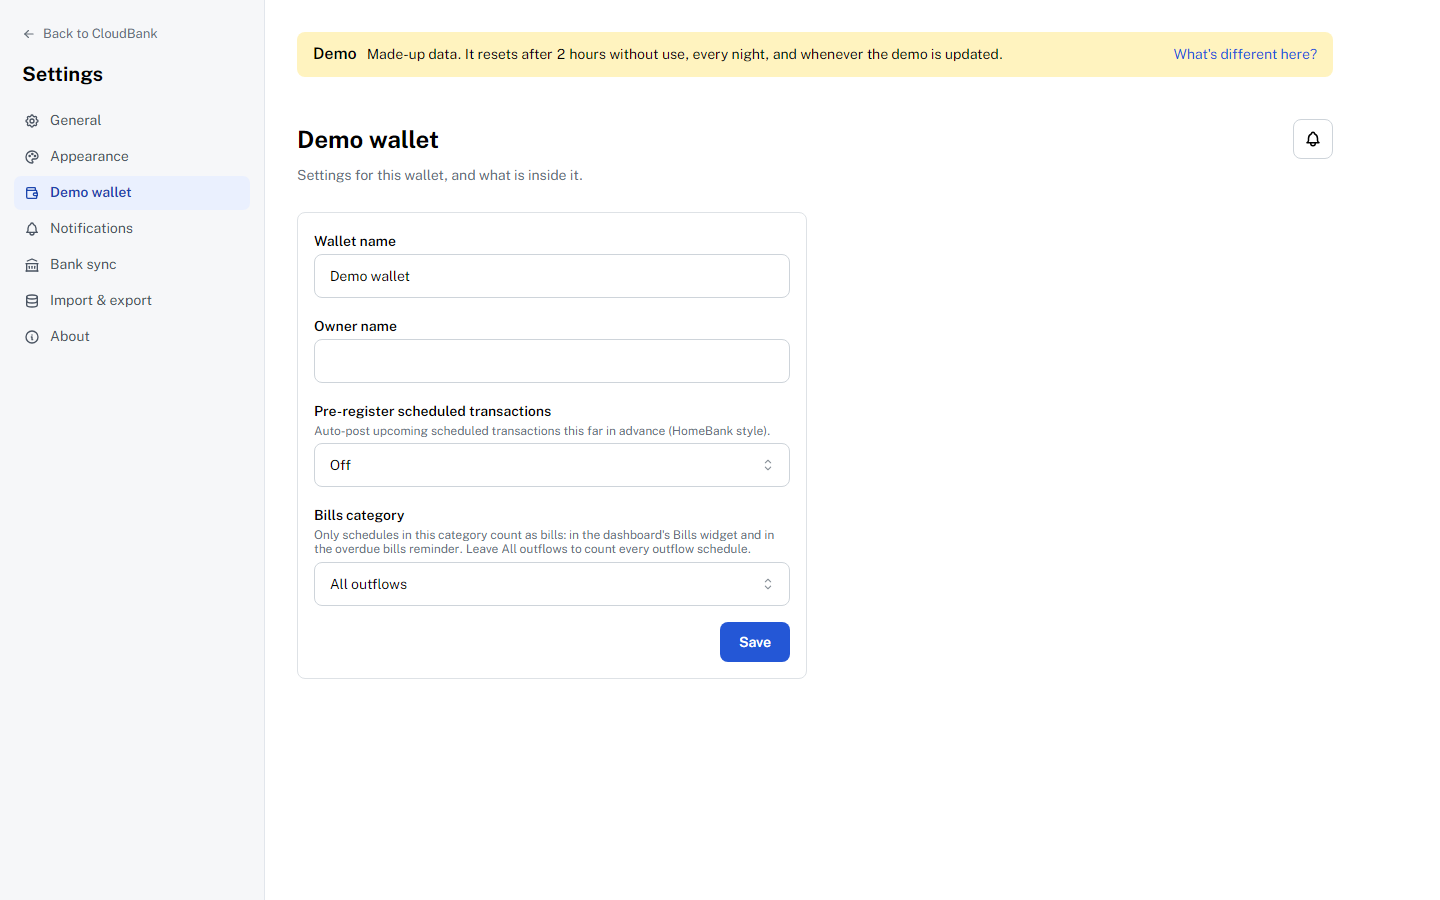 Back to CloudBank
Settings
General
Appearance
Demo wallet
Notifications
Bank sync
Import & export
About
Demo Made-up data. It resets after 2 hours without use, every night, and whenever the demo is updated. What's different here?
Demo wallet
Settings for this wallet, and what is inside it.
Wallet name
Demo wallet
Owner name
Pre-register scheduled transactions
Auto-post upcoming scheduled transactions this far in advance (HomeBank style).
Off
Bills category
Only schedules in this category count as bills: in the dashboard's Bills widget and in
the overdue bills reminder. Leave All outflows to count every outflow schedule.
All outflows
Save